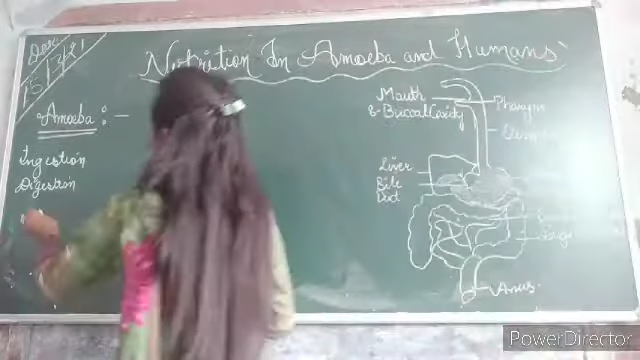 15/3/21
Nutrition In Amoeba and Humans
Amoeba :-
Ingestion
Digestion
Mouth
& Buccal Cavity
Pharynx
Liver
Bile
Duct
Anus.
PowerDirector